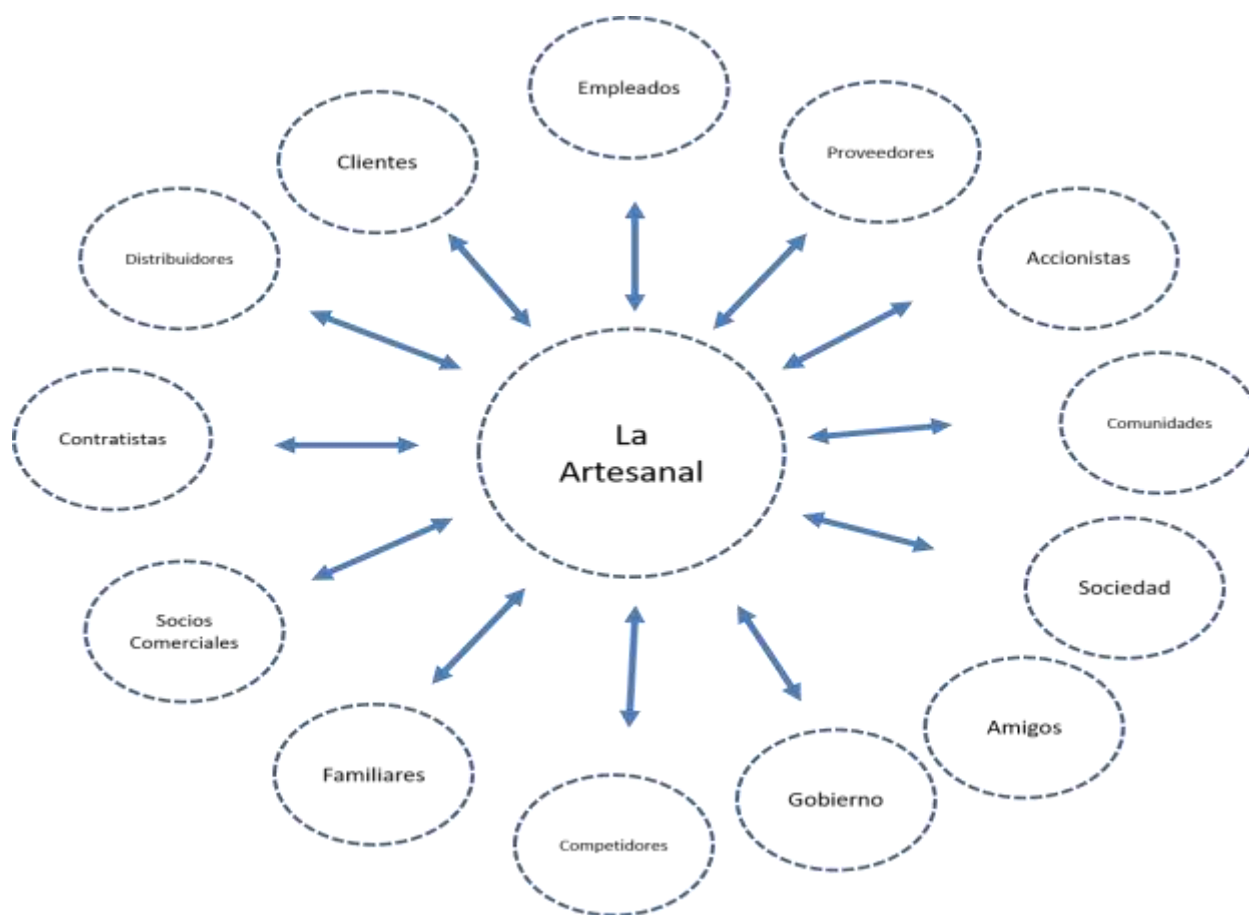 Empleados
Proveedores
Clientes
Accionistas
Distribuidores
Comunidades
Contratistas
La
Artesanal
Sociedad
Socios
Comerciales
Amigos
Familiares
Gobierno
Competidores